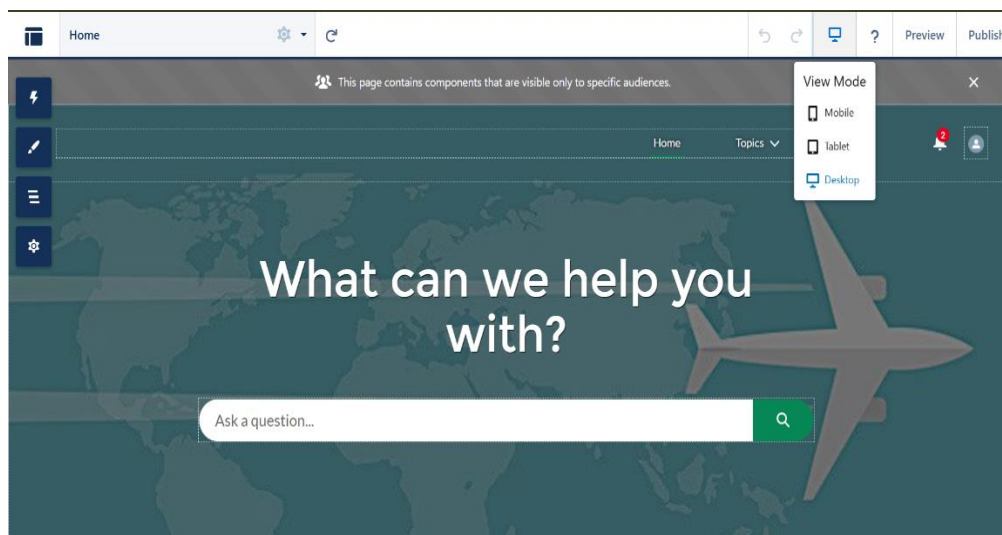 Home
?
Preview
Publish
This page contains components that are visible only to specific audiences.
View Mode
Mobile
Tablet
Desktop
Home
Topics
2
What can we help you
with?
Ask a question...